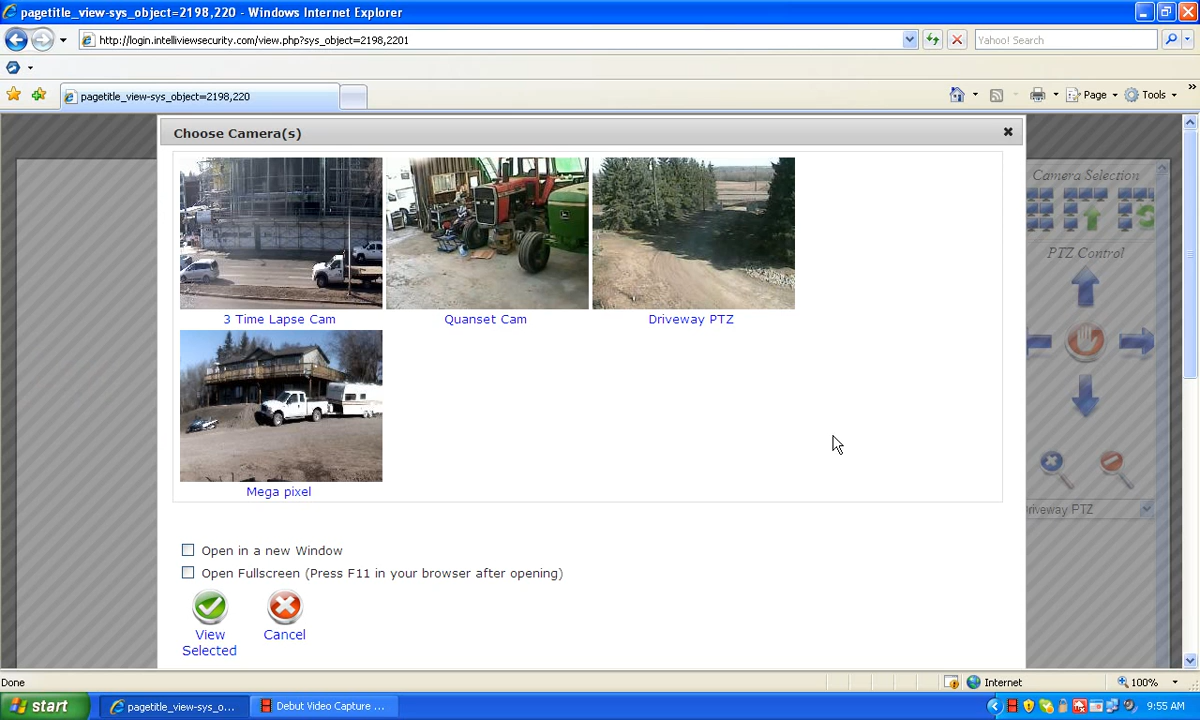 pagetitle_view-sys_object=2198,220 - Windows Internet Explorer
http://login.intelliviewsecurity.com/view.php?sys_object=2198,2201
Yahoo! Search
pagetitle_view-sys_object=2198,220
Page
Tools
Choose Camera(s)
Camera Selection
PTZ Control
3 Time Lapse Cam
Quanset Cam
Driveway PTZ
Mega pixel
Driveway PTZ
Open in a new Window
Open Fullscreen (Press F11 in your browser after opening)
View Selected
Cancel
Done
Internet
100%
start
pagetitle_view-sys_o...
Debut Video Capture ...
9:55 AM